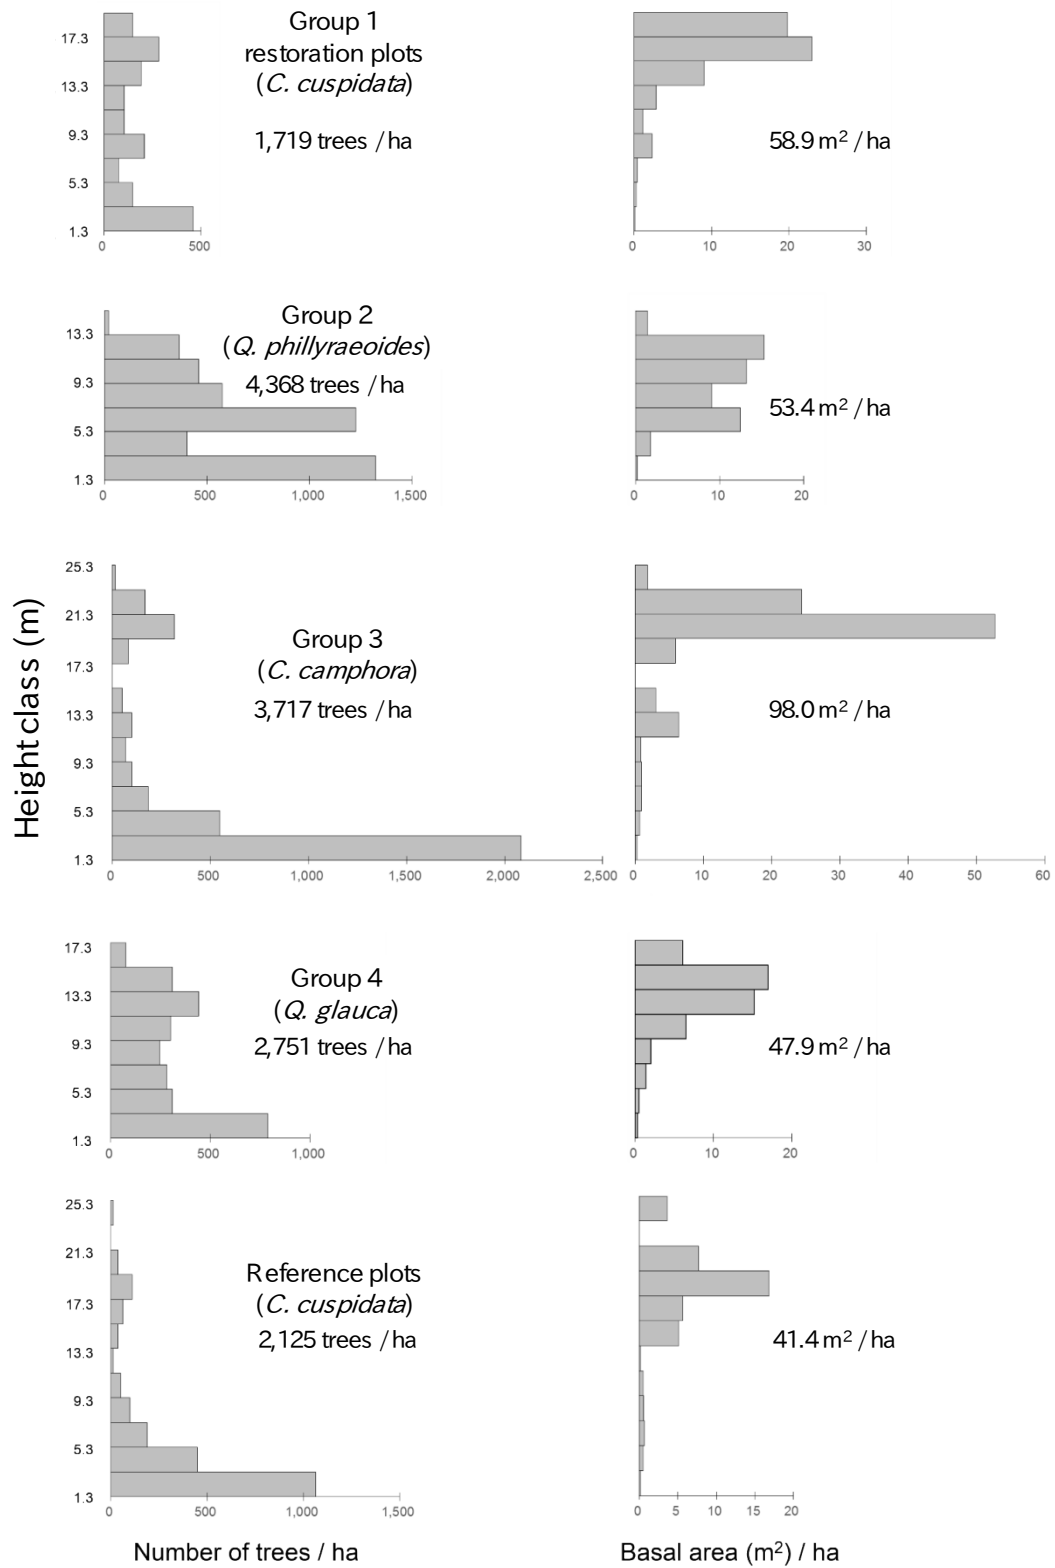 Height class (m)
Group 1
restoration plots
(C. cuspidata)
1,719 trees / ha
17.3
13.3
9.3
5.3
1.3
0 500
58.9 m² / ha
0 10 20 30
Group 2
(Q. phillyraeoides)
4,368 trees / ha
13.3
9.3
5.3
1.3
0 500 1,000 1,500
53.4 m² / ha
0 10 20
Group 3
(C. camphora)
3,717 trees / ha
25.3
21.3
17.3
13.3
9.3
5.3
1.3
0 500 1,000 1,500 2,000 2,500
98.0 m² / ha
0 10 20 30 40 50 60
Group 4
(Q. glauca)
2,751 trees / ha
17.3
13.3
9.3
5.3
1.3
0 500 1,000
47.9 m² / ha
0 10 20
Reference plots
(C. cuspidata)
2,125 trees / ha
25.3
21.3
17.3
13.3
9.3
5.3
1.3
0 500 1,000 1,500
41.4 m² / ha
0 5 10 15 20
Number of trees / ha
Basal area (m²) / ha